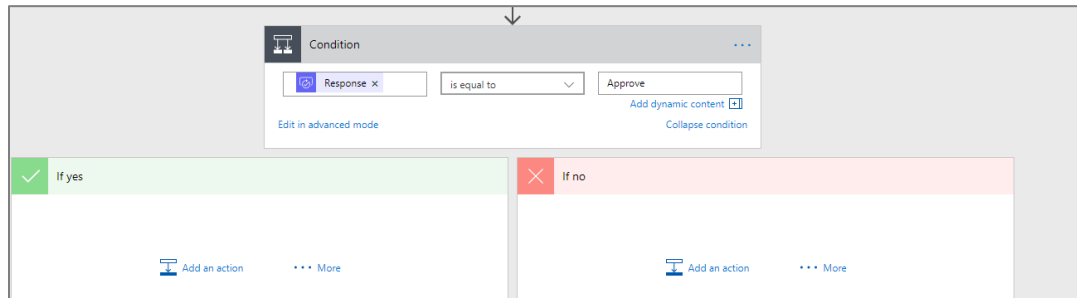 Condition
...
Response ×
is equal to
Approve
Add dynamic content
Edit in advanced mode
Collapse condition
If yes
If no
Add an action
... More
Add an action
... More